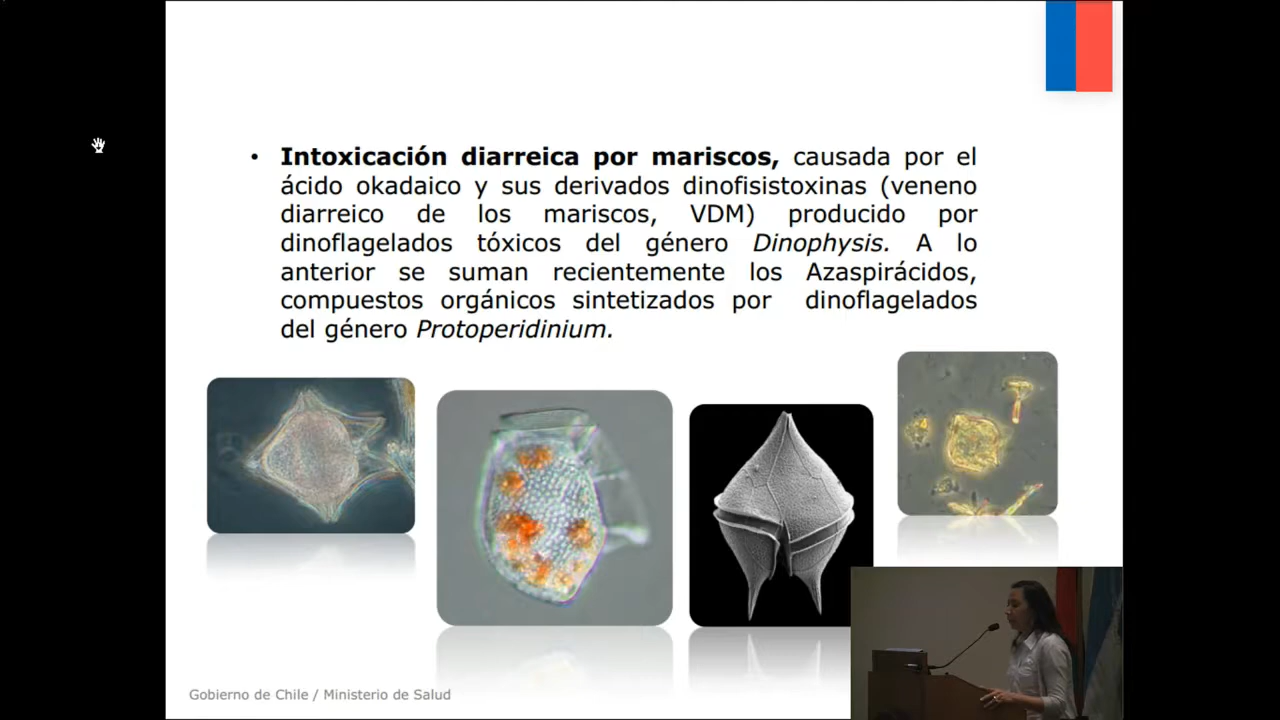 • Intoxicación diarreica por mariscos, causada por el
ácido okadaico y sus derivados dinofisistoxinas (veneno
diarreico de los mariscos, VDM) producido por
dinoflagelados tóxicos del género Dinophysis. A lo
anterior se suman recientemente los Azaspirácidos,
compuestos orgánicos sintetizados por dinoflagelados
del género Protoperidinium.
Gobierno de Chile / Ministerio de Salud